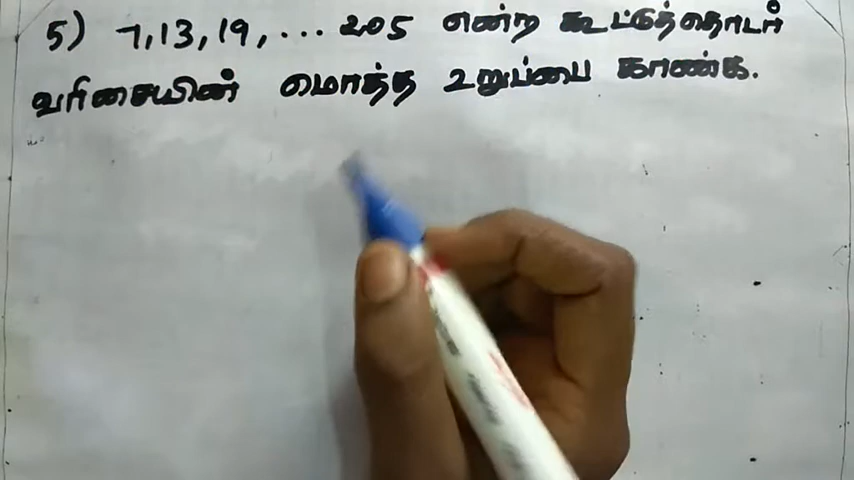 5) 7, 13, 19, ... 205 என்ற கூட்டுத்தொடர்
வரிசையின் மொத்த உறுப்பை காண்க.